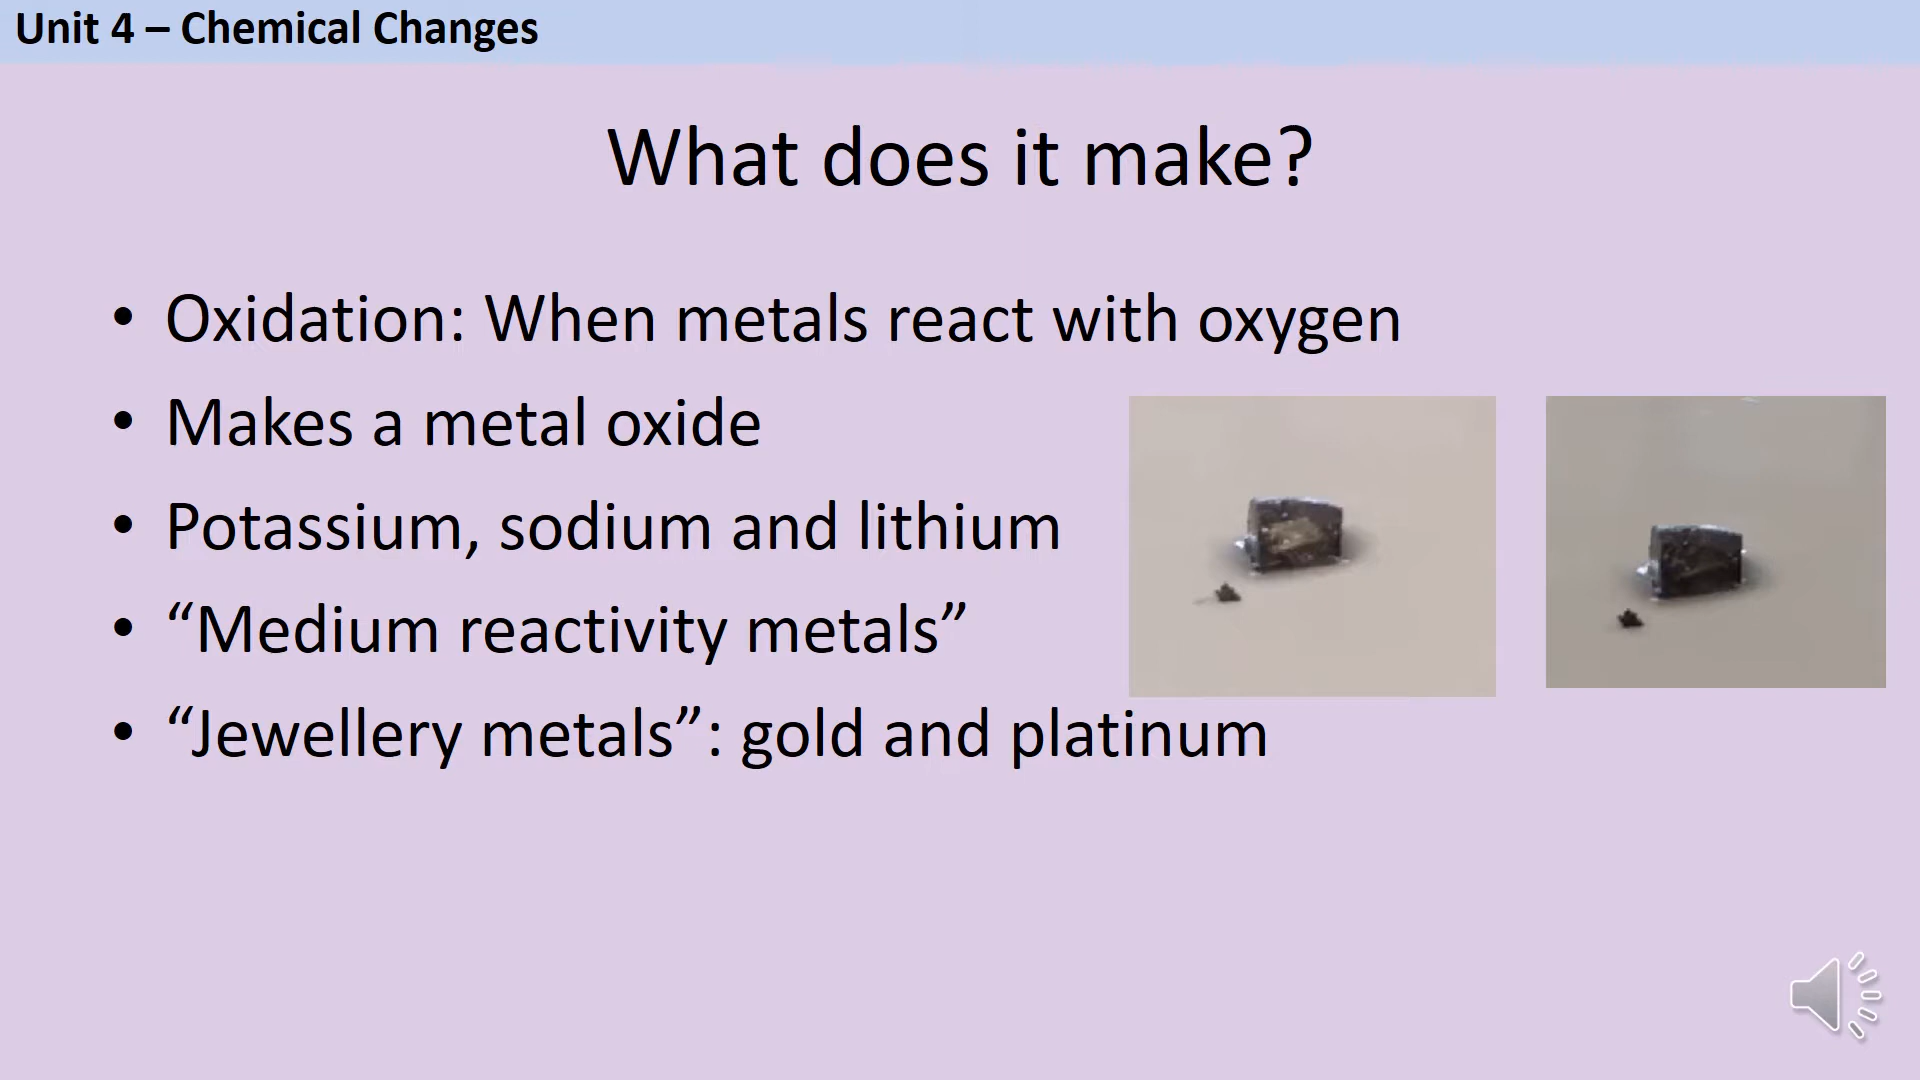 Unit 4 – Chemical Changes
What does it make?
• Oxidation: When metals react with oxygen
• Makes a metal oxide
• Potassium, sodium and lithium
• “Medium reactivity metals”
• “Jewellery metals”: gold and platinum